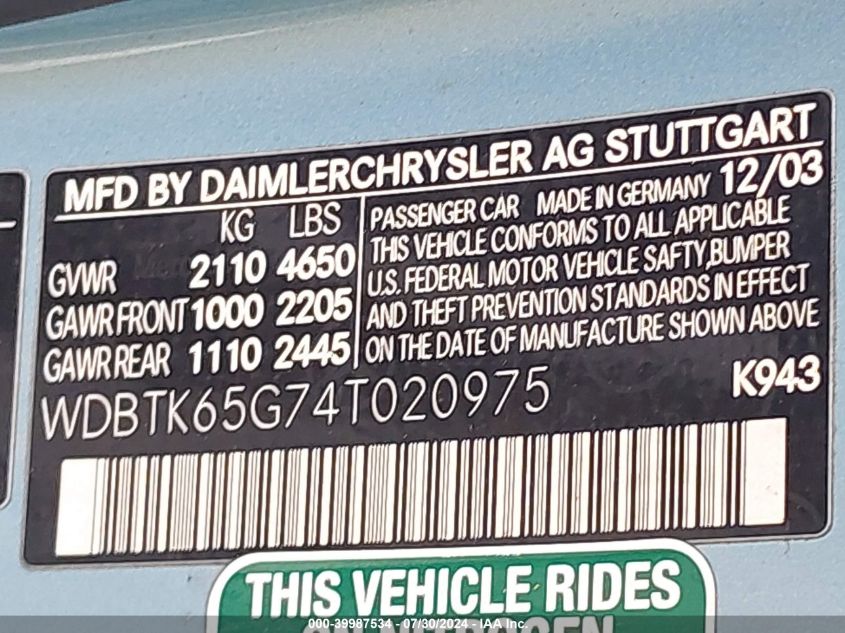 MFD BY DAIMLERCHRYSLER AG STUTTGART
KG LBS
GVWR 2110 4650
GAWR FRONT 1000 2205
GAWR REAR 1110 2445
PASSENGER CAR MADE IN GERMANY 12/03
THIS VEHICLE CONFORMS TO ALL APPLICABLE
U.S. FEDERAL MOTOR VEHICLE SAFTY,BUMPER
AND THEFT PREVENTION STANDARDS IN EFFECT
ON THE DATE OF MANUFACTURE SHOWN ABOVE
WDBTK65G74T020975
K943
THIS VEHICLE RIDES
ON NITROGEN
000-39987534 - 07/30/2024 - IAA Inc.